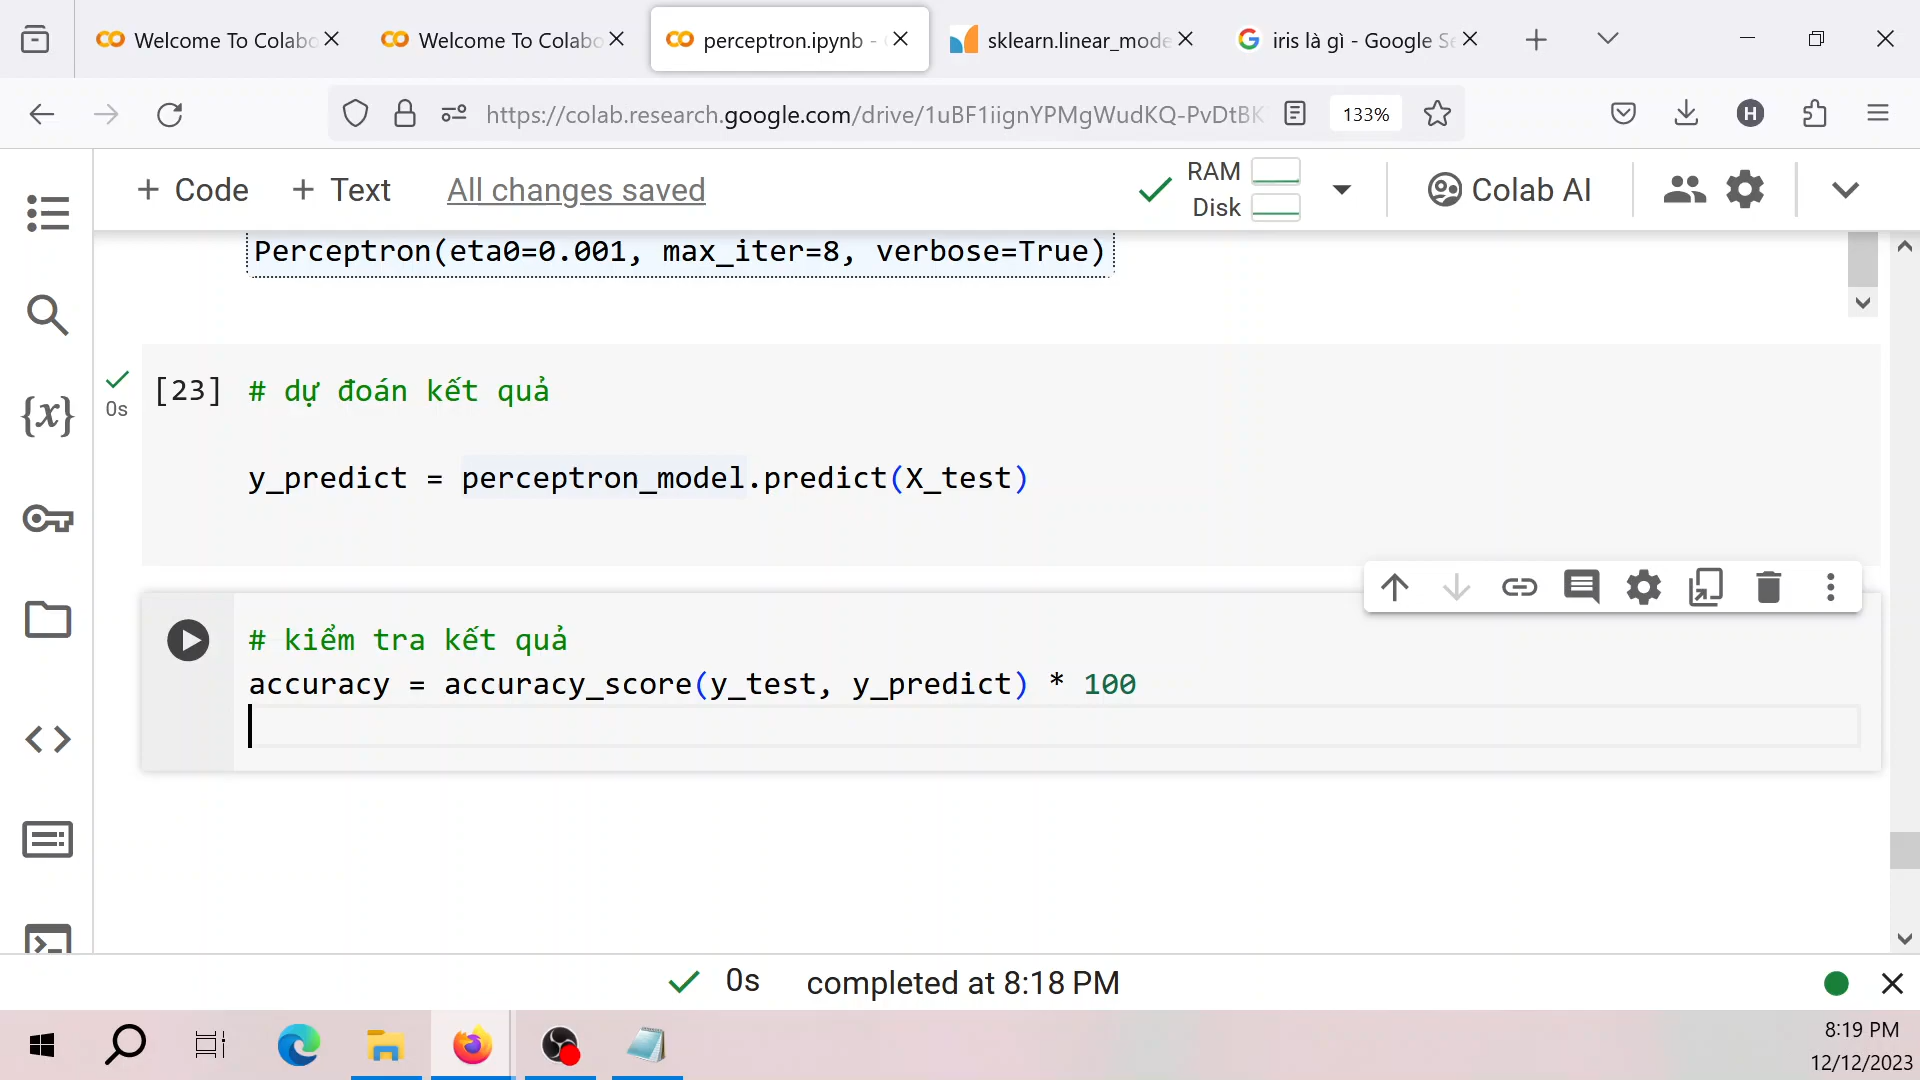 Welcome To Colabo
Welcome To Colabo
perceptron.ipynb -
sklearn.linear_mode
iris là gì - Google Se
https://colab.research.google.com/drive/1uBF1iignYPMgWudKQ-PvDtBK
133%
H
+ Code
+ Text
All changes saved
RAM
Disk
Colab AI
Perceptron(eta0=0.001, max_iter=8, verbose=True)
{x}
0s
[23]
# dự đoán kết quả
y_predict = perceptron_model.predict(X_test)
# kiểm tra kết quả
accuracy = accuracy_score(y_test, y_predict) * 100
0s completed at 8:18 PM
8:19 PM
12/12/2023